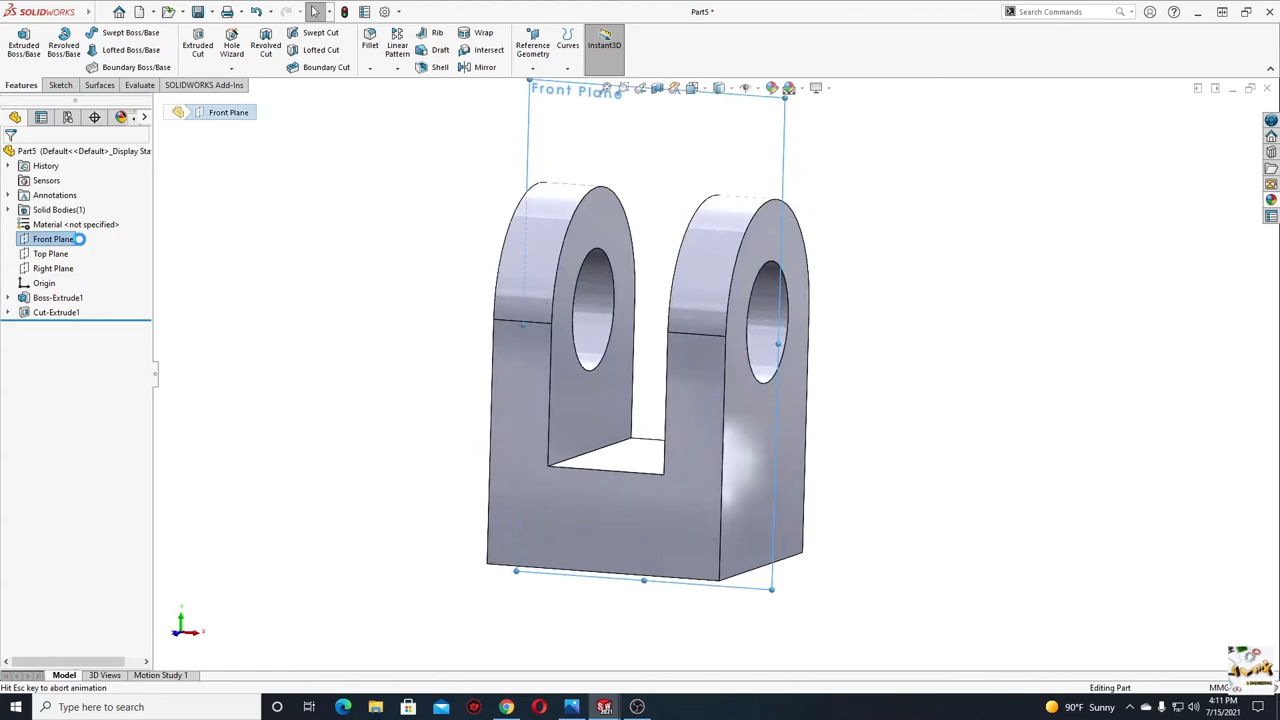 SOLIDWORKS
Part5 *
Search Commands
Extruded Boss/Base
Revolved Boss/Base
Swept Boss/Base
Lofted Boss/Base
Boundary Boss/Base
Extruded Cut
Hole Wizard
Revolved Cut
Swept Cut
Lofted Cut
Boundary Cut
Fillet
Linear Pattern
Rib
Draft
Shell
Wrap
Intersect
Mirror
Reference Geometry
Curves
Instant3D
Features
Sketch
Surfaces
Evaluate
SOLIDWORKS Add-Ins
Front Plane
Front Plane
Part5 (Default<<Default>_Display Sta
History
Sensors
Annotations
Solid Bodies(1)
Material <not specified>
Front Plane
Top Plane
Right Plane
Origin
Boss-Extrude1
Cut-Extrude1
Y
X
Model
3D Views
Motion Study 1
Hit Esc key to abort animation
Editing Part
Type here to search
90°F Sunny
4:11 PM
7/15/2021